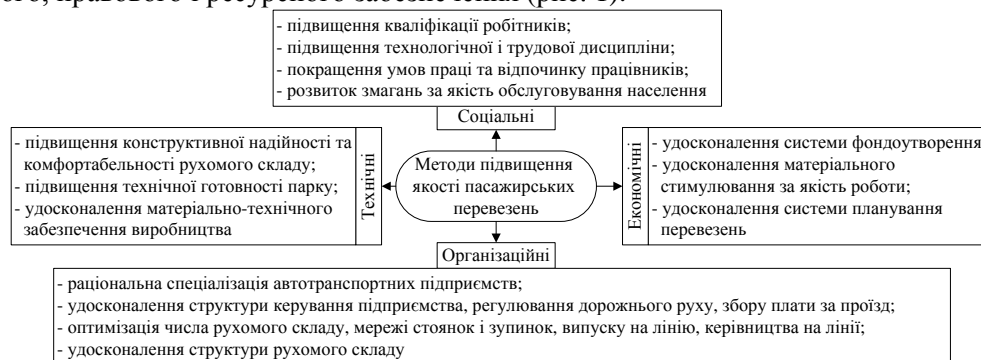 - підвищення кваліфікації робітників;
- підвищення технологічної і трудової дисципліни;
- покращення умов праці та відпочинку працівників;
- розвиток змагань за якість обслуговування населення
Соціальні
- підвищення конструктивної надійності та
комфортабельності рухомого складу;
- підвищення технічної готовності парку;
- удосконалення матеріально-технічного
забезпечення виробництва
Технічні
Методи підвищення
якості пасажирських
перевезень
Економічні
- удосконалення системи фондоутворення
- удосконалення матеріального
стимулювання за якість роботи;
- удосконалення системи планування
перевезень
Організаційні
- раціональна спеціалізація автотранспортних підприємств;
- удосконалення структури керування підприємства, регулювання дорожнього руху, збору плати за проїзд;
- оптимізація числа рухомого складу, мережі стоянок і зупинок, випуску на лінію, керівництва на лінії;
- удосконалення структури рухомого складу